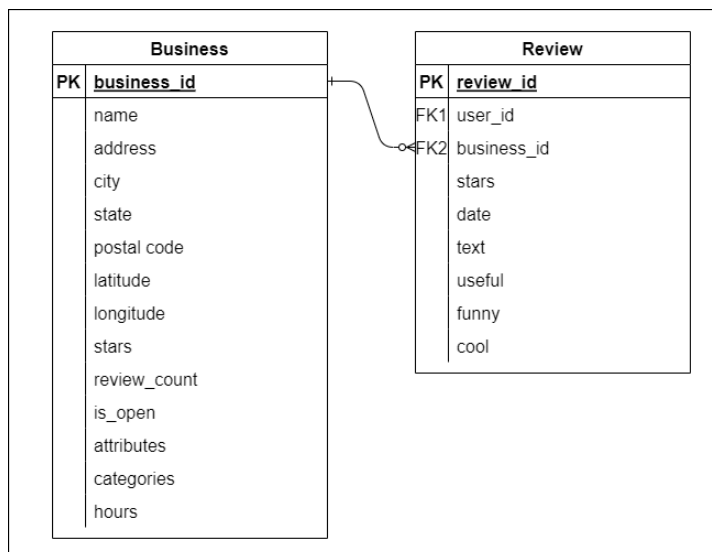 Business
PK business_id
name
address
city
state
postal code
latitude
longitude
stars
review_count
is_open
attributes
categories
hours
Review
PK review_id
FK1 user_id
FK2 business_id
stars
date
text
useful
funny
cool